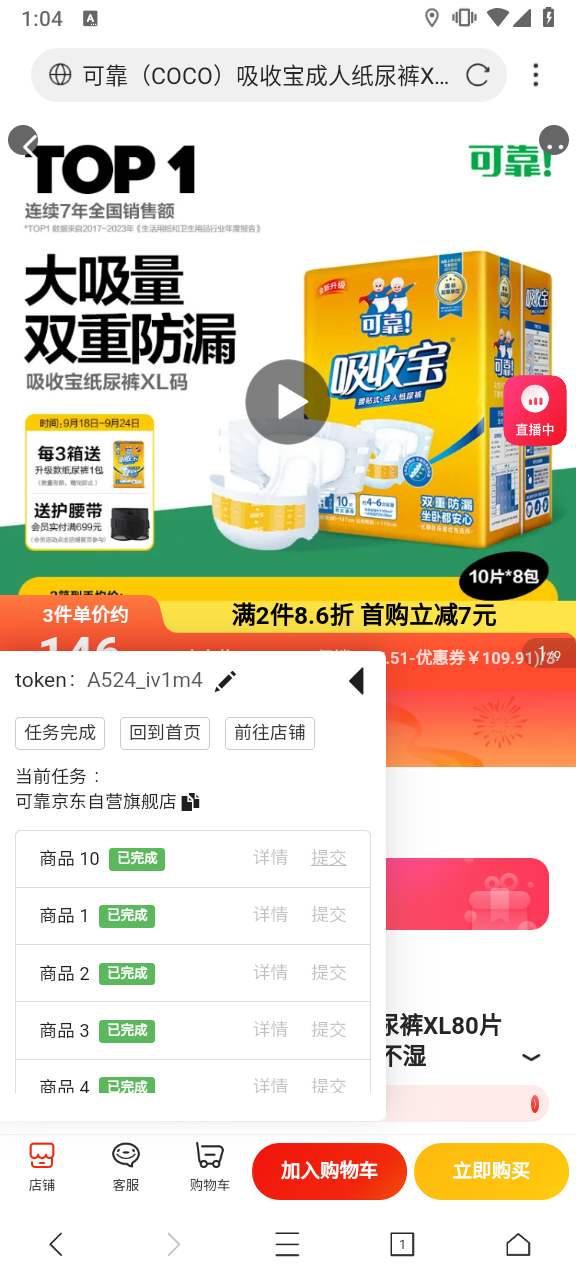 1:04
A
可靠（COCO）吸收宝成人纸尿裤X...
TOP 1
可靠!
连续7年全国销售额
*TOP1 数据来自2017-2023年《生活用纸和卫生用品行业年度报告》
大吸量
双重防漏
吸收宝纸尿裤XL码
全新升级
可靠!
吸收宝
腰贴式·成人纸尿裤
直播中
时间:9月18日-9月24日
每3箱送
升级款纸尿裤1包
送护腰带
会员实付满699元
10片
约4-6
双重防漏
坐卧都安心
10片*8包
3件单价约
满2件8.6折 首购立减7元
146
.51-优惠券￥109.91)/3
1/9
token： A524_iv1m4
任务完成
回到首页
前往店铺
当前任务：
可靠京东自营旗舰店
商品 10 已完成 详情 提交
商品 1 已完成 详情 提交
商品 2 已完成 详情 提交
商品 3 已完成 详情 提交
商品 4 已完成 详情 提交
尿裤XL80片
不湿
店铺
客服
购物车
加入购物车
立即购买
1